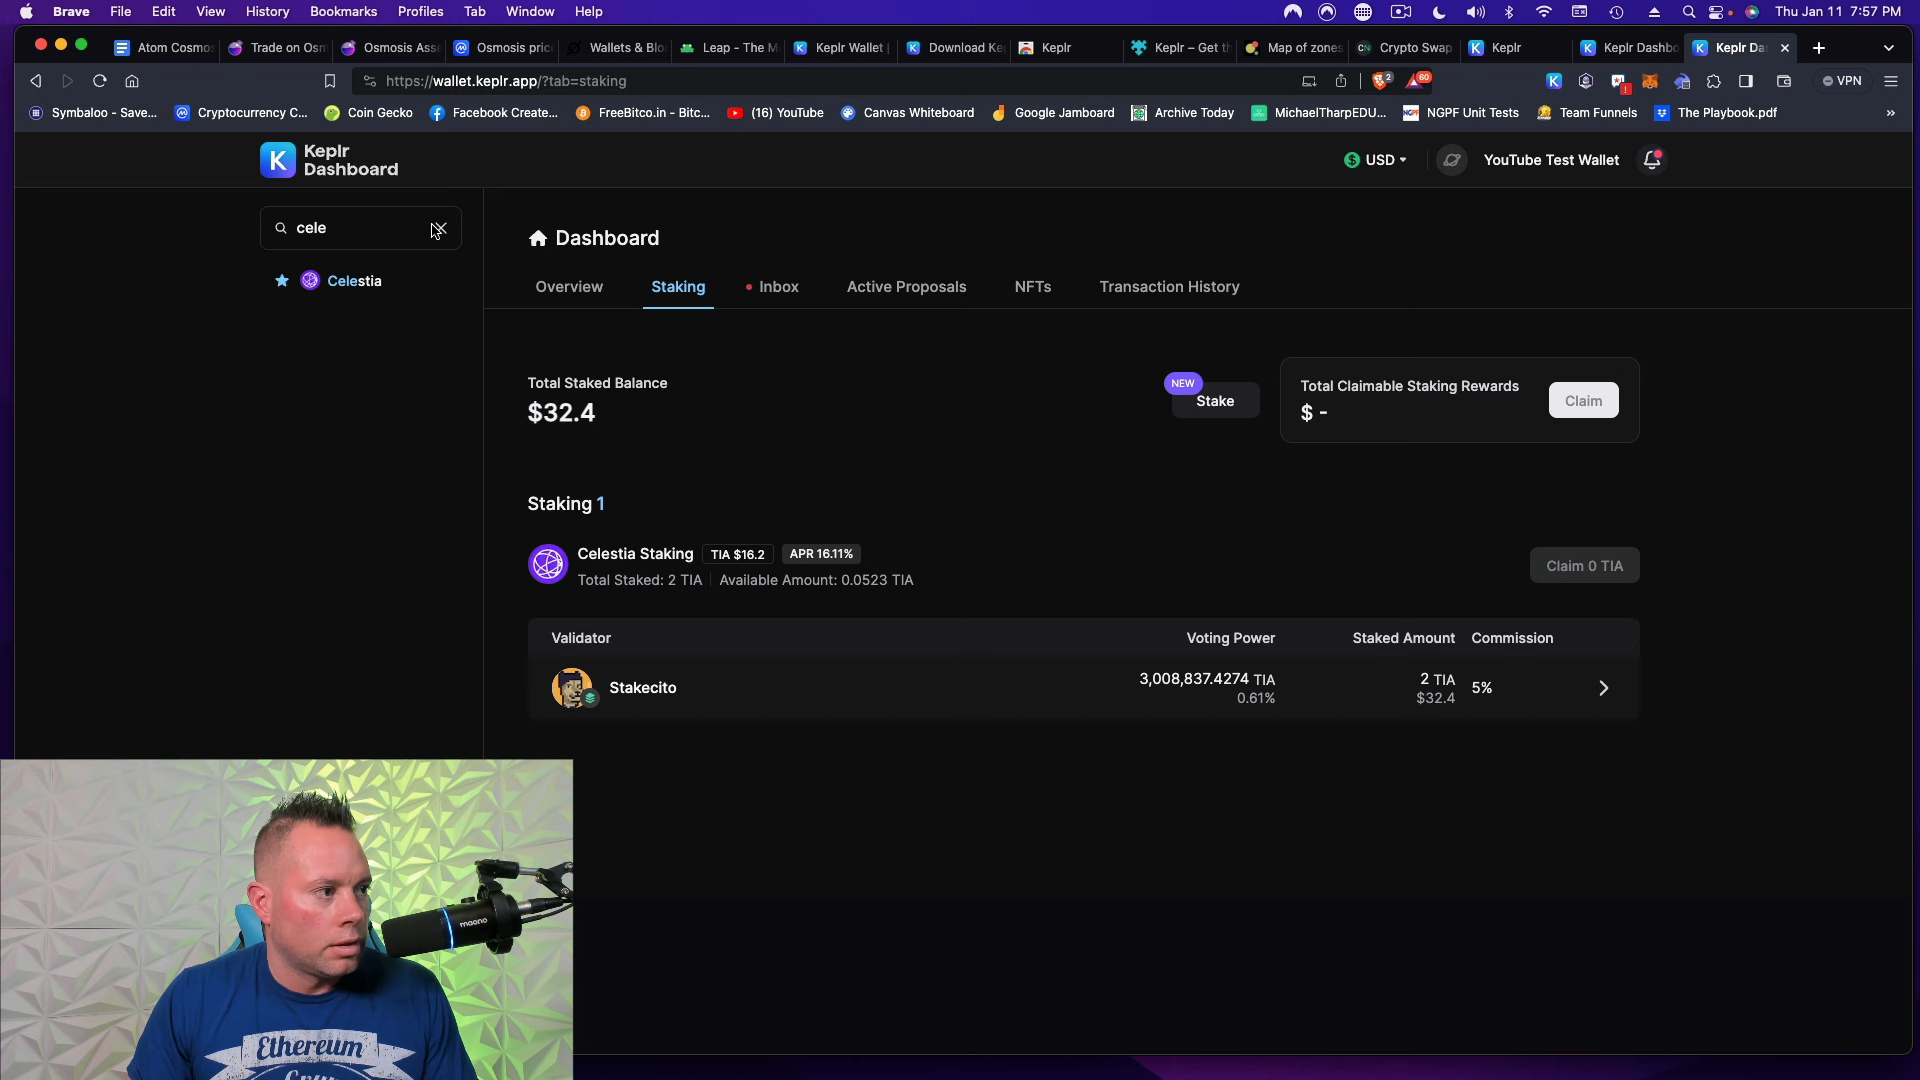 Brave File Edit View History Bookmarks Profiles Tab Window Help Thu Jan 11 7:57 PM
Atom Cosmos Trade on Osm Osmosis Asse Osmosis price Wallets & Blo Leap - The M Keplr Wallet Download Ke Keplr Keplr – Get th Map of zones Crypto Swap Keplr Keplr Dashbo Keplr Da
https://wallet.keplr.app/?tab=staking 2 60 VPN
Symbaloo - Save... Cryptocurrency C... Coin Gecko Facebook Create... FreeBitco.in - Bitc... (16) YouTube Canvas Whiteboard Google Jamboard Archive Today MichaelTharpEDU... NGPF Unit Tests Team Funnels The Playbook.pdf »
K Keplr
Dashboard
$ USD YouTube Test Wallet
cele
Celestia
Dashboard
Overview Staking Inbox Active Proposals NFTs Transaction History
Total Staked Balance
$32.4
NEW
Stake
Total Claimable Staking Rewards
$ -
Claim
Staking 1
Celestia Staking TIA $16.2 APR 16.11%
Total Staked: 2 TIA Available Amount: 0.0523 TIA
Claim 0 TIA
Validator Voting Power Staked Amount Commission
Stakecito 3,008,837.4274 TIA 2 TIA 5%
0.61% $32.4
maono
Ethereum